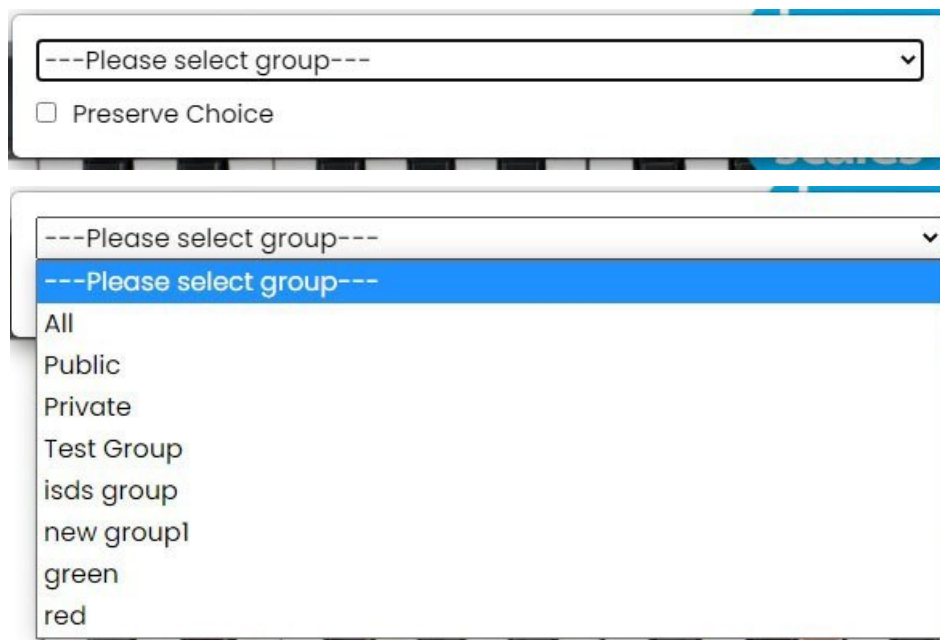 ---Please select group---
Preserve Choice
---Please select group---
---Please select group---
All
Public
Private
Test Group
isds group
new group1
green
red